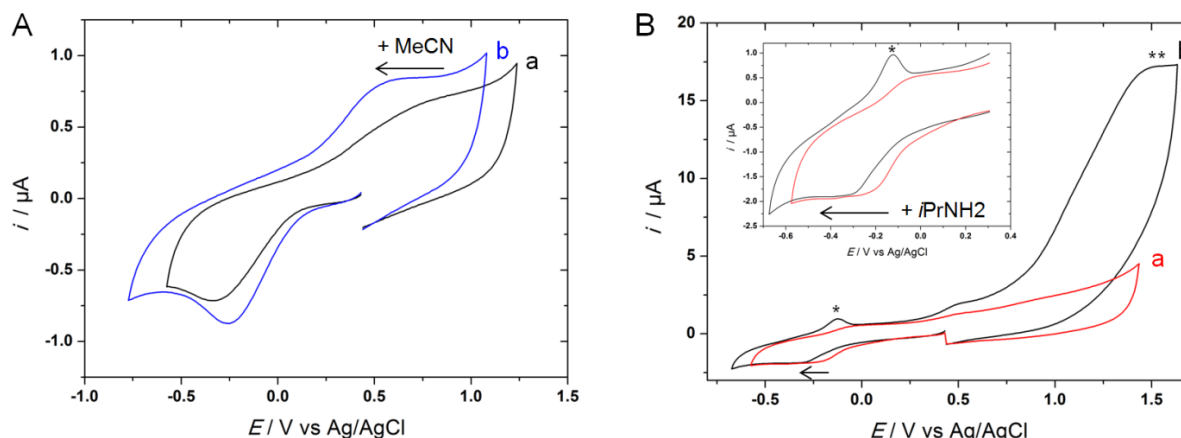 A
+ MeCN
b
a
1.0
0.5
0.0
-0.5
-1.0
i / µA
-1.0 -0.5 0.0 0.5 1.0 1.5
E / V vs Ag/AgCl
B
20
15
10
5
0
i / µA
-0.5 0.0 0.5 1.0 1.5
E / V vs Ag/AgCl
**
a
*
*
1.5
1.0
0.5
0.0
-0.5
-1.0
-1.5
-2.0
-2.5
i / µA
+ iPrNH2
-0.6 -0.4 -0.2 0.0 0.2 0.4
E / V vs Ag/AgCl